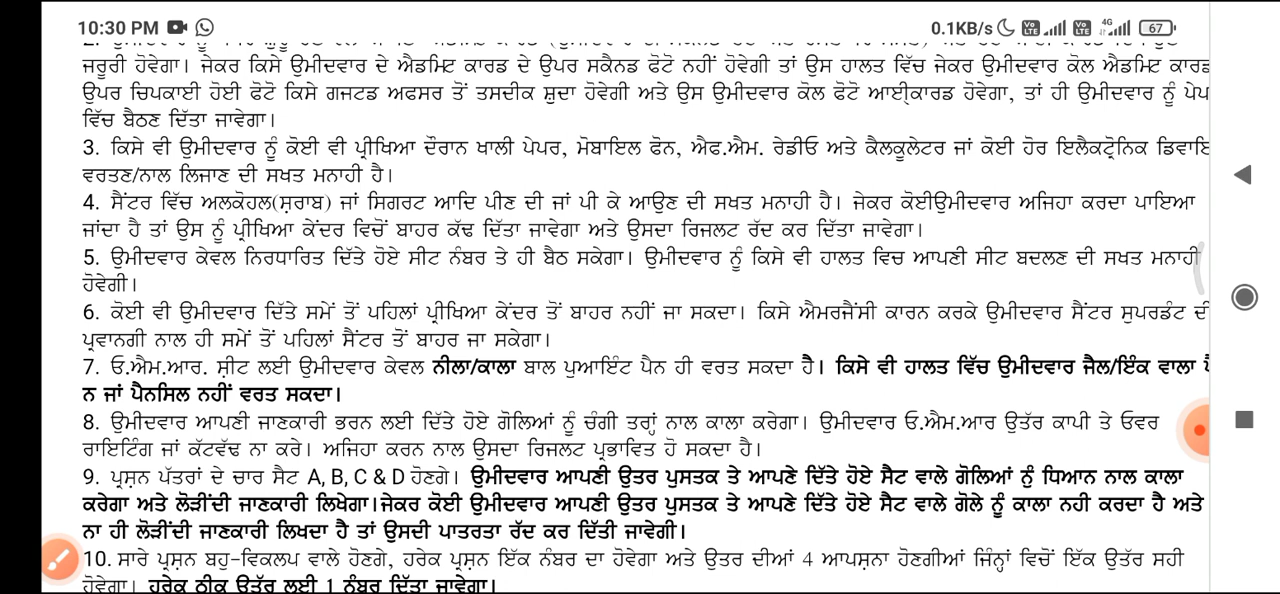 10:30 PM 0.1KB/s Vo LTE Vo LTE 4G 67
ਜਰੂਰੀ ਹੋਵੇਗਾ। ਜੇਕਰ ਕਿਸੇ ਉਮੀਦਵਾਰ ਦੇ ਐਡਮਿਟ ਕਾਰਡ ਦੇ ਉਪਰ ਸਕੈਨਡ ਫੋਟੋ ਨਹੀਂ ਹੋਵੇਗੀ ਤਾਂ ਉਸ ਹਾਲਤ ਵਿੱਚ ਜੇਕਰ ਉਮੀਦਵਾਰ ਕੋਲ ਐਡਮਿਟ ਕਾਰਡ
ਉਪਰ ਚਿਪਕਾਈ ਹੋਈ ਫੋਟੋ ਕਿਸੇ ਗਜਟਡ ਅਫਸਰ ਤੋਂ ਤਸਦੀਕ ਸ਼ੁਦਾ ਹੋਵੇਗੀ ਅਤੇ ਉਸ ਉਮੀਦਵਾਰ ਕੋਲ ਫੋਟੋ ਆਈ੍ਕਾਰਡ ਹੋਵੇਗਾ, ਤਾਂ ਹੀ ਉਮੀਦਵਾਰ ਨੂੰ ਪੇਪ
ਵਿੱਚ ਬੈਠਣ ਦਿੱਤਾ ਜਾਵੇਗਾ।
3. ਕਿਸੇ ਵੀ ਉਮੀਦਵਾਰ ਨੂੰ ਕੋਈ ਵੀ ਪ੍ਰੀਖਿਆ ਦੌਰਾਨ ਖਾਲੀ ਪੇਪਰ, ਮੋਬਾਇਲ ਫੋਨ, ਐਫ.ਐਮ. ਰੇਡੀਓ ਅਤੇ ਕੈਲਕੂਲੇਟਰ ਜਾਂ ਕੋਈ ਹੋਰ ਇਲੈਕਟ੍ਰੋਨਿਕ ਡਿਵਾਇ
ਵਰਤਣ/ਨਾਲ ਲਿਜਾਣ ਦੀ ਸਖਤ ਮਨਾਹੀ ਹੈ।
4. ਸੈਂਟਰ ਵਿੱਚ ਅਲਕੋਹਲ(ਸ਼ਰਾਬ) ਜਾਂ ਸਿਗਰਟ ਆਦਿ ਪੀਣ ਦੀ ਜਾਂ ਪੀ ਕੇ ਆਉਣ ਦੀ ਸਖਤ ਮਨਾਹੀ ਹੈ। ਜੇਕਰ ਕੋਈਉਮੀਦਵਾਰ ਅਜਿਹਾ ਕਰਦਾ ਪਾਇਆ
ਜਾਂਦਾ ਹੈ ਤਾਂ ਉਸ ਨੂੰ ਪ੍ਰੀਖਿਆ ਕੇਂਦਰ ਵਿਚੋਂ ਬਾਹਰ ਕੱਢ ਦਿੱਤਾ ਜਾਵੇਗਾ ਅਤੇ ਉਸਦਾ ਰਿਜਲਟ ਰੱਦ ਕਰ ਦਿੱਤਾ ਜਾਵੇਗਾ।
5. ਉਮੀਦਵਾਰ ਕੇਵਲ ਨਿਰਧਾਰਿਤ ਦਿੱਤੇ ਹੋਏ ਸੀਟ ਨੰਬਰ ਤੇ ਹੀ ਬੈਠ ਸਕੇਗਾ। ਉਮੀਦਵਾਰ ਨੂੰ ਕਿਸੇ ਵੀ ਹਾਲਤ ਵਿਚ ਆਪਣੀ ਸੀਟ ਬਦਲਣ ਦੀ ਸਖਤ ਮਨਾਹੀ
ਹੋਵੇਗੀ।
6. ਕੋਈ ਵੀ ਉਮੀਦਵਾਰ ਦਿੱਤੇ ਸਮੇਂ ਤੋਂ ਪਹਿਲਾਂ ਪ੍ਰੀਖਿਆ ਕੇਂਦਰ ਤੋਂ ਬਾਹਰ ਨਹੀਂ ਜਾ ਸਕਦਾ। ਕਿਸੇ ਐਮਰਜੈਂਸੀ ਕਾਰਨ ਕਰਕੇ ਉਮੀਦਵਾਰ ਸੈਂਟਰ ਸੁਪਰਡੰਟ ਦੀ
ਪ੍ਰਵਾਨਗੀ ਨਾਲ ਹੀ ਸਮੇਂ ਤੋਂ ਪਹਿਲਾਂ ਸੈਂਟਰ ਤੋਂ ਬਾਹਰ ਜਾ ਸਕੇਗਾ।
7. ਓ.ਐਮ.ਆਰ. ਸ਼ੀਟ ਲਈ ਉਮੀਦਵਾਰ ਕੇਵਲ ਨੀਲਾ/ਕਾਲਾ ਬਾਲ ਪੁਆਇੰਟ ਪੈਨ ਹੀ ਵਰਤ ਸਕਦਾ ਹੈ। ਕਿਸੇ ਵੀ ਹਾਲਤ ਵਿੱਚ ਉਮੀਦਵਾਰ ਜੈਲ/ਇੰਕ ਵਾਲਾ ਪੈ
ਨ ਜਾਂ ਪੈਨਸਿਲ ਨਹੀਂ ਵਰਤ ਸਕਦਾ।
8. ਉਮੀਦਵਾਰ ਆਪਣੀ ਜਾਣਕਾਰੀ ਭਰਨ ਲਈ ਦਿੱਤੇ ਹੋਏ ਗੋਲਿਆਂ ਨੂੰ ਚੰਗੀ ਤਰ੍ਹਾਂ ਨਾਲ ਕਾਲਾ ਕਰੇਗਾ। ਉਮੀਦਵਾਰ ਓ.ਐਮ.ਆਰ ਉਤੱਰ ਕਾਪੀ ਤੇ ਓਵਰ
ਰਾਇਟਿੰਗ ਜਾਂ ਕੱਟਵੱਢ ਨਾ ਕਰੇ। ਅਜਿਹਾ ਕਰਨ ਨਾਲ ਉਸਦਾ ਰਿਜਲਟ ਪ੍ਰਭਾਵਿਤ ਹੋ ਸਕਦਾ ਹੈ।
9. ਪ੍ਰਸ਼ਨ ਪੱਤਰਾਂ ਦੇ ਚਾਰ ਸੈਟ A, B, C & D ਹੋਣਗੇ। ਉਮੀਦਵਾਰ ਆਪਣੀ ਉਤਰ ਪੁਸਤਕ ਤੇ ਆਪਣੇ ਦਿੱਤੇ ਹੋਏ ਸੈਟ ਵਾਲੇ ਗੋਲਿਆਂ ਨੁੰ ਧਿਆਨ ਨਾਲ ਕਾਲਾ
ਕਰੇਗਾ ਅਤੇ ਲੋੜੀਂਦੀ ਜਾਣਕਾਰੀ ਲਿਖੇਗਾ।ਜੇਕਰ ਕੋਈ ਉਮੀਦਵਾਰ ਆਪਣੀ ਉਤਰ ਪੁਸਤਕ ਤੇ ਆਪਣੇ ਦਿੱਤੇ ਹੋਏ ਸੈਟ ਵਾਲੇ ਗੋਲੇ ਨੂੰ ਕਾਲਾ ਨਹੀ ਕਰਦਾ ਹੈ ਅਤੇ
ਨਾ ਹੀ ਲੋੜੀਂਦੀ ਜਾਣਕਾਰੀ ਲਿਖਦਾ ਹੈ ਤਾਂ ਉਸਦੀ ਪਾਤਰਤਾ ਰੱਦ ਕਰ ਦਿੱਤੀ ਜਾਵੇਗੀ।
10. ਸਾਰੇ ਪ੍ਰਸ਼ਨ ਬਹੁ-ਵਿਕਲਪ ਵਾਲੇ ਹੋਣਗੇ, ਹਰੇਕ ਪ੍ਰਸ਼ਨ ਇੱਕ ਨੰਬਰ ਦਾ ਹੋਵੇਗਾ ਅਤੇ ਉਤਰ ਦੀਆਂ 4 ਆਪਸ਼ਨਾ ਹੋਣਗੀਆਂ ਜਿੰਨ੍ਹਾਂ ਵਿਚੋਂ ਇੱਕ ਉਤੱਰ ਸਹੀ
ਹੋਵੇਗਾ। ਹਰੇਕ ਠੀਕ ਉਤੱਰ ਲਈ 1 ਨੰਬਰ ਦਿੱਤਾ ਜਾਵੇਗਾ।